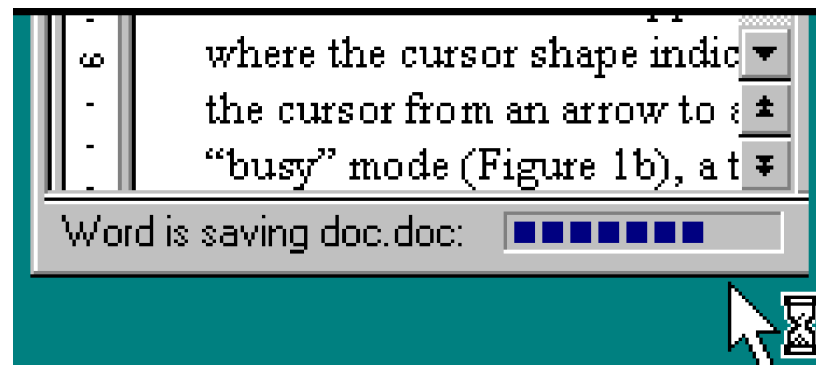 where the cursor shape indic
the cursor from an arrow to a
“busy” mode (Figure 1b), a t
6
Word is saving doc.doc: